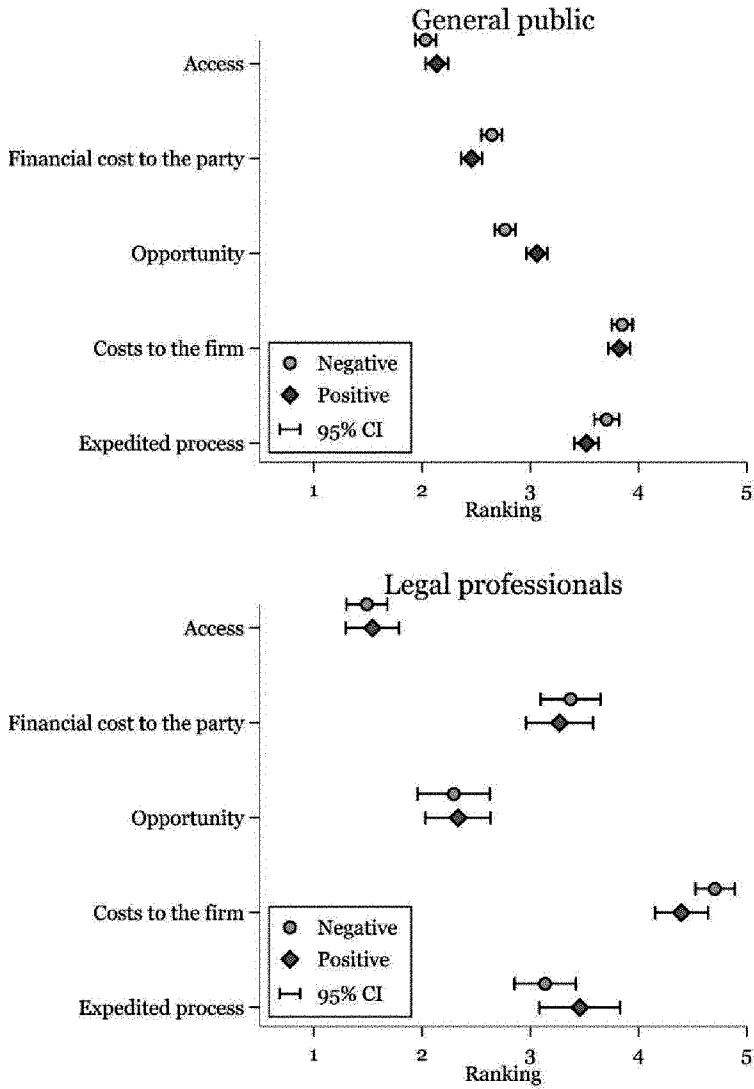 General public
Access
Financial cost to the party
Opportunity
Costs to the firm
Expedited process
Negative
Positive
95% CI
1 2 3 4 5
Ranking
Legal professionals
Access
Financial cost to the party
Opportunity
Costs to the firm
Expedited process
Negative
Positive
95% CI
1 2 3 4 5
Ranking